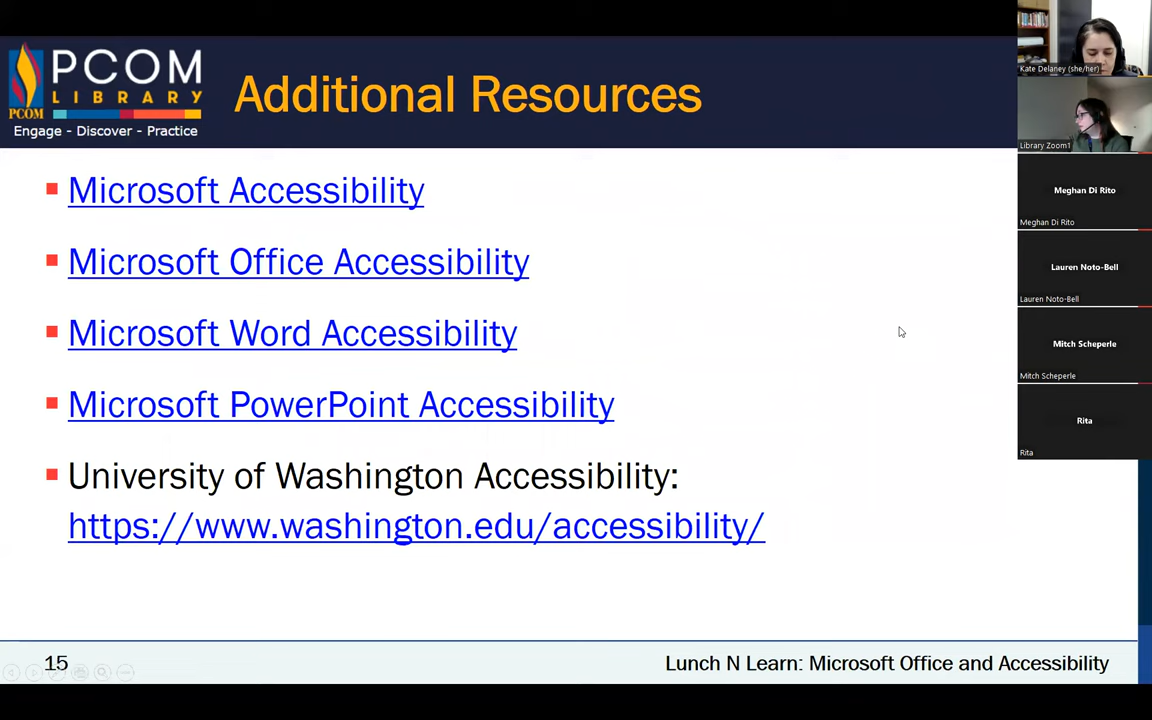 PCOM
LIBRARY
PCOM
Engage - Discover - Practice
Additional Resources
Microsoft Accessibility
Microsoft Office Accessibility
Microsoft Word Accessibility
Microsoft PowerPoint Accessibility
University of Washington Accessibility:
https://www.washington.edu/accessibility/
15
Lunch N Learn: Microsoft Office and Accessibility
Kate Delaney (she/her)
Library Zoom1
Meghan Di Rito
Meghan Di Rito
Lauren Noto-Bell
Lauren Noto-Bell
Mitch Scheperle
Mitch Scheperle
Rita
Rita